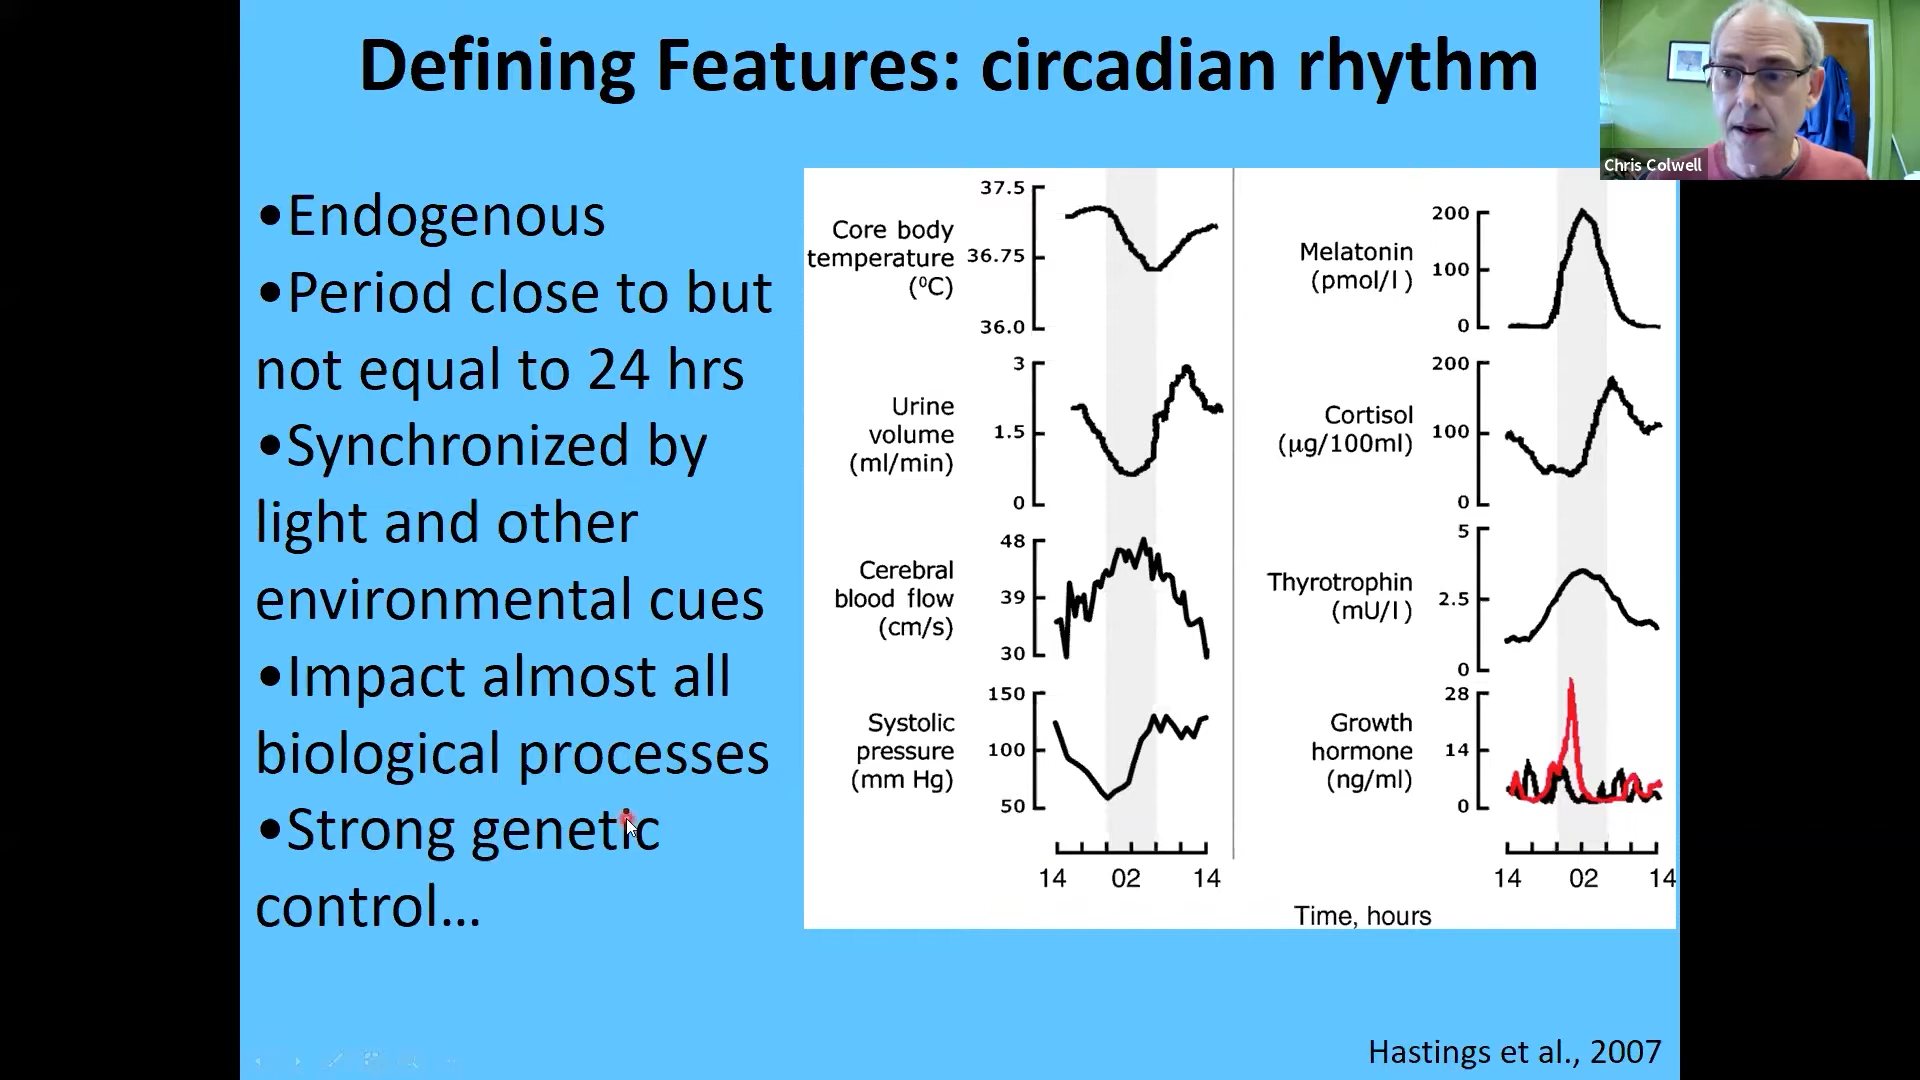 Defining Features: circadian rhythm
Chris Colwell
•Endogenous
•Period close to but
not equal to 24 hrs
•Synchronized by
light and other
environmental cues
•Impact almost all
biological processes
•Strong genetic
control...
Core body
temperature
(⁰C)
37.5
36.75
36.0
Urine
volume
(ml/min)
3
1.5
0
Cerebral
blood flow
(cm/s)
48
39
30
Systolic
pressure
(mm Hg)
150
100
50
14 02 14
Melatonin
(pmol/l)
200
100
0
Cortisol
(µg/100ml)
200
100
0
Thyrotrophin
(mU/l)
5
2.5
0
Growth
hormone
(ng/ml)
28
14
0
14 02 14
Time, hours
Hastings et al., 2007